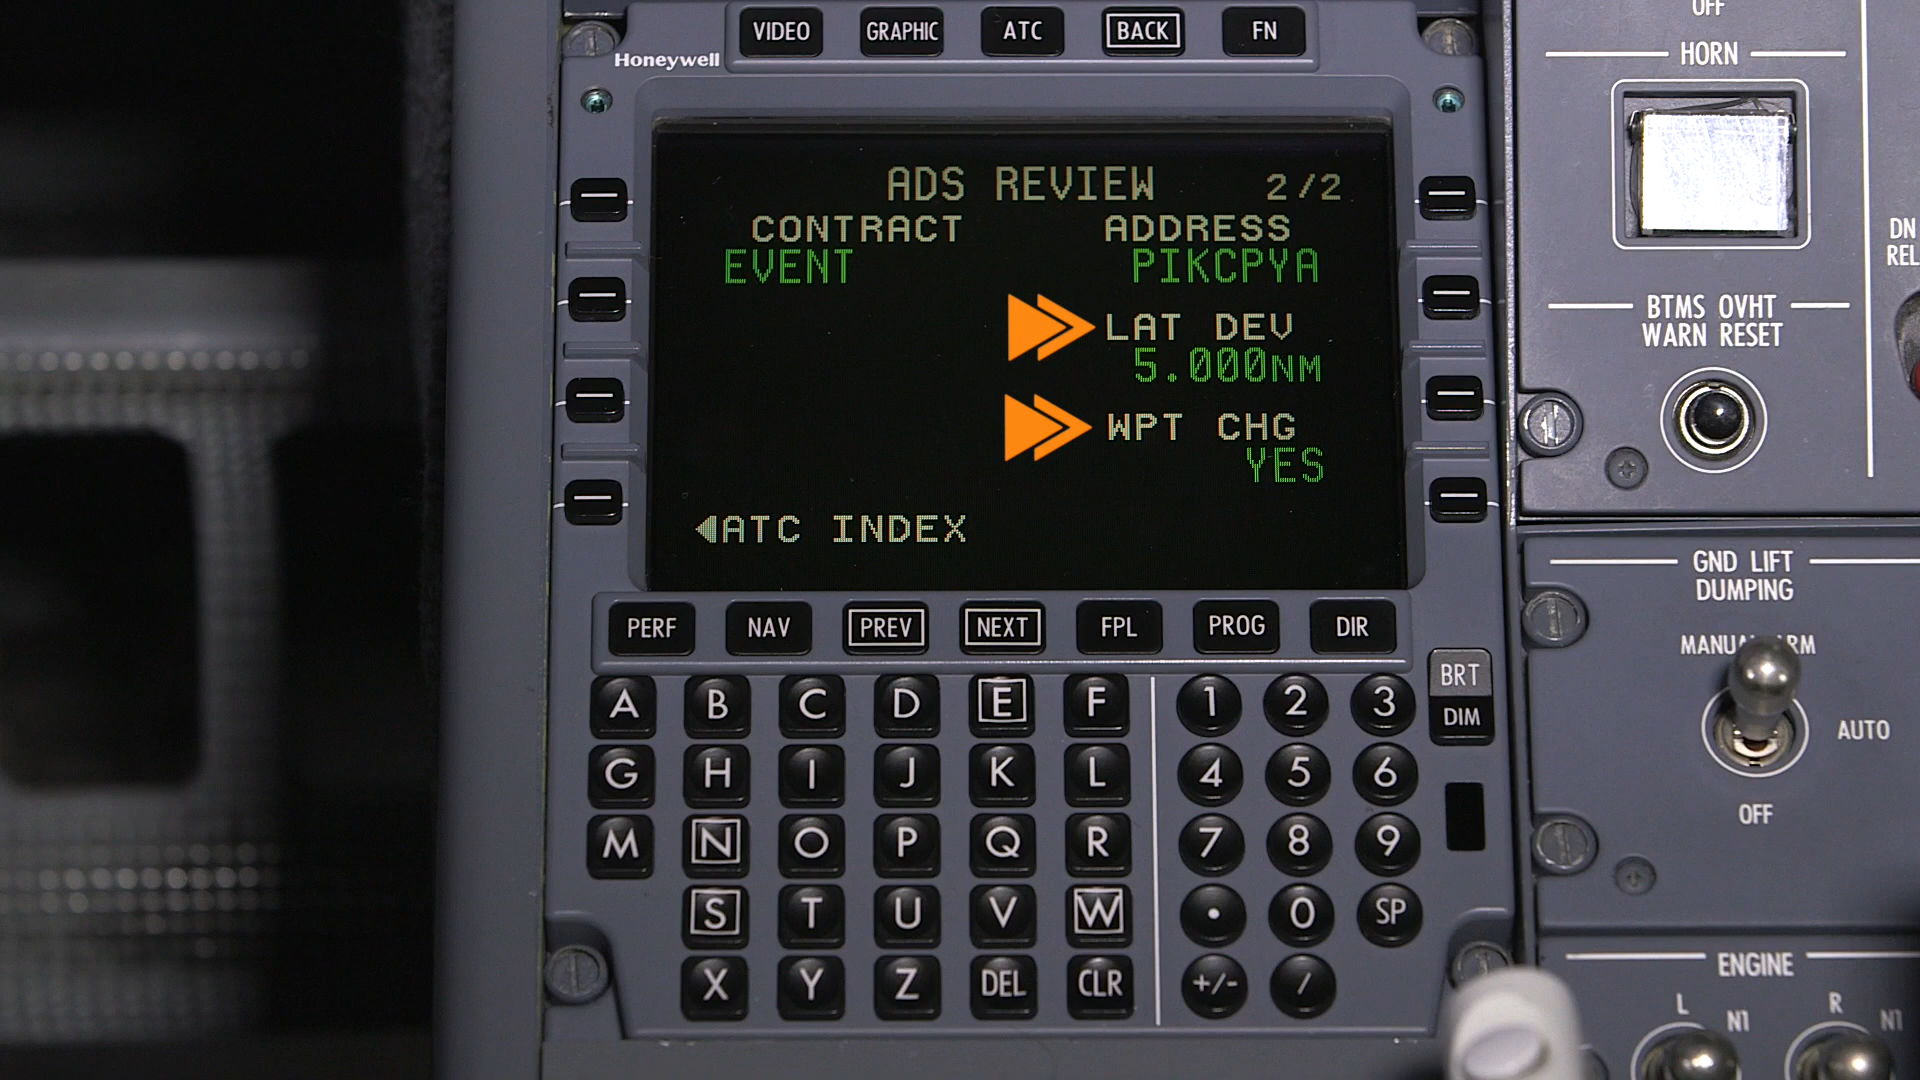 VIDEO GRAPHIC ATC BACK FN
Honeywell
ADS REVIEW 2/2
CONTRACT ADDRESS
EVENT PIKCPYA
LAT DEV
5.000NM
WPT CHG
YES
ATC INDEX
PERF NAV PREV NEXT FPL PROG DIR
BRT
DIM
A B C D E F 1 2 3
G H I J K L 4 5 6
M N O P Q R 7 8 9
S T U V W • 0 SP
X Y Z DEL CLR +/- /
OFF
HORN
DN
REL
BTMS OVHT
WARN RESET
GND LIFT
DUMPING
AUTO
OFF
ENGINE
L N1 R N1